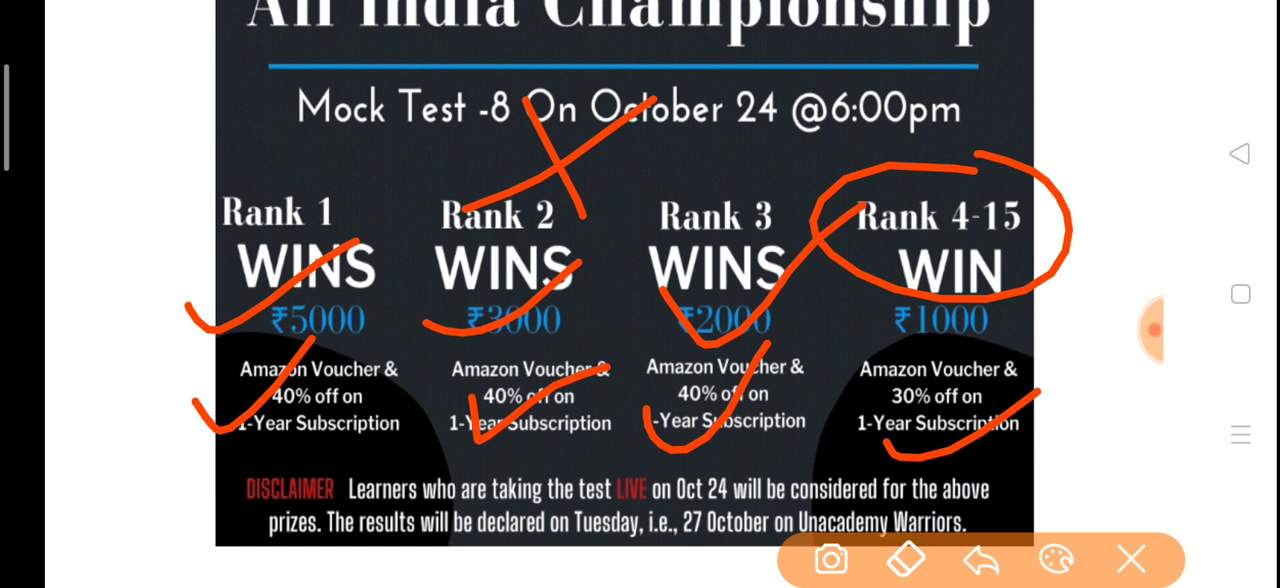 All India Championship
Mock Test -8 On October 24 @6:00pm
Rank 1 Rank 2 Rank 3 Rank 4-15
WINS WINS WINS WIN
₹5000 ₹3000 ₹2000 ₹1000
Amazon Voucher & Amazon Voucher & Amazon Voucher & Amazon Voucher &
40% off on 40% off on 40% off on 30% off on
1-Year Subscription 1-Year Subscription -Year Subscription 1-Year Subscription
DISCLAIMER Learners who are taking the test LIVE on Oct 24 will be considered for the above
prizes. The results will be declared on Tuesday, i.e., 27 October on Unacademy Warriors.